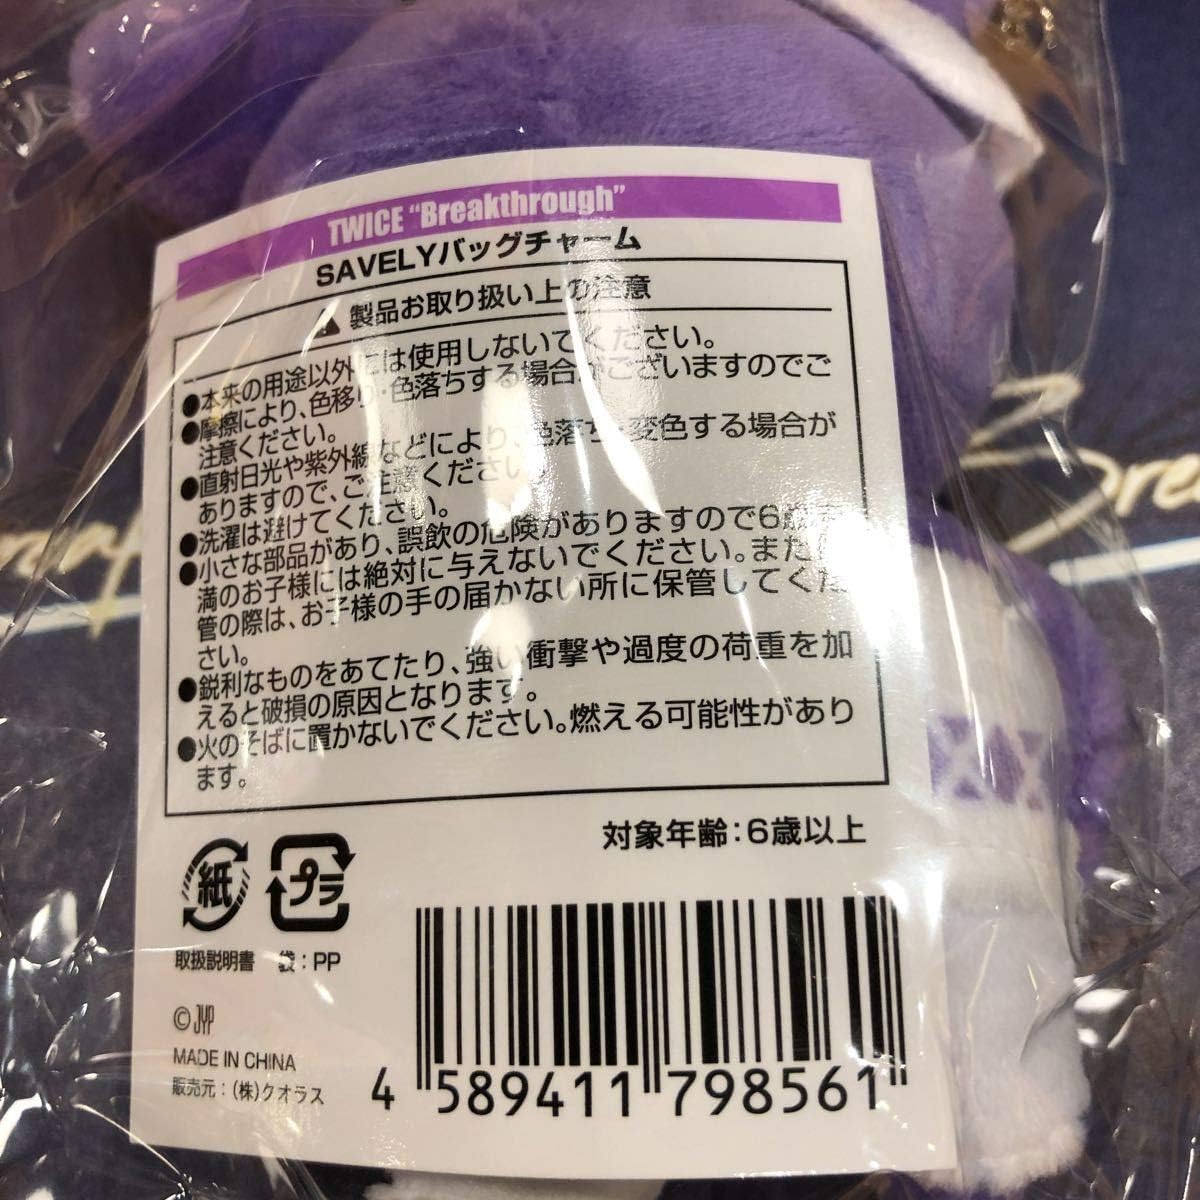 TWICE “Breakthrough”
SAVELYバッグチャーム
製品お取り扱い上の注意
●本来の用途以外には使用しないでください。
●摩擦により、色移り・色落ちする場合がございますのでご
注意ください。
●直射日光や紫外線などにより、色落ち・変色する場合が
ありますので、ご注意ください。
●洗濯は避けてください。
●小さな部品があり、誤飲の危険がありますので6歳未
満のお子様には絶対に与えないでください。また
管の際は、お子様の手の届かない所に保管してくだ
さい。
●鋭利なものをあてたり、強い衝撃や過度の荷重を加
えると破損の原因となります。
●火のそばに置かないでください。燃える可能性があり
ます。
対象年齢:6歳以上
紙 プラ
取扱説明書 袋:PP
©JYP
MADE IN CHINA
販売元:(株)クオラス
4 589411 798561